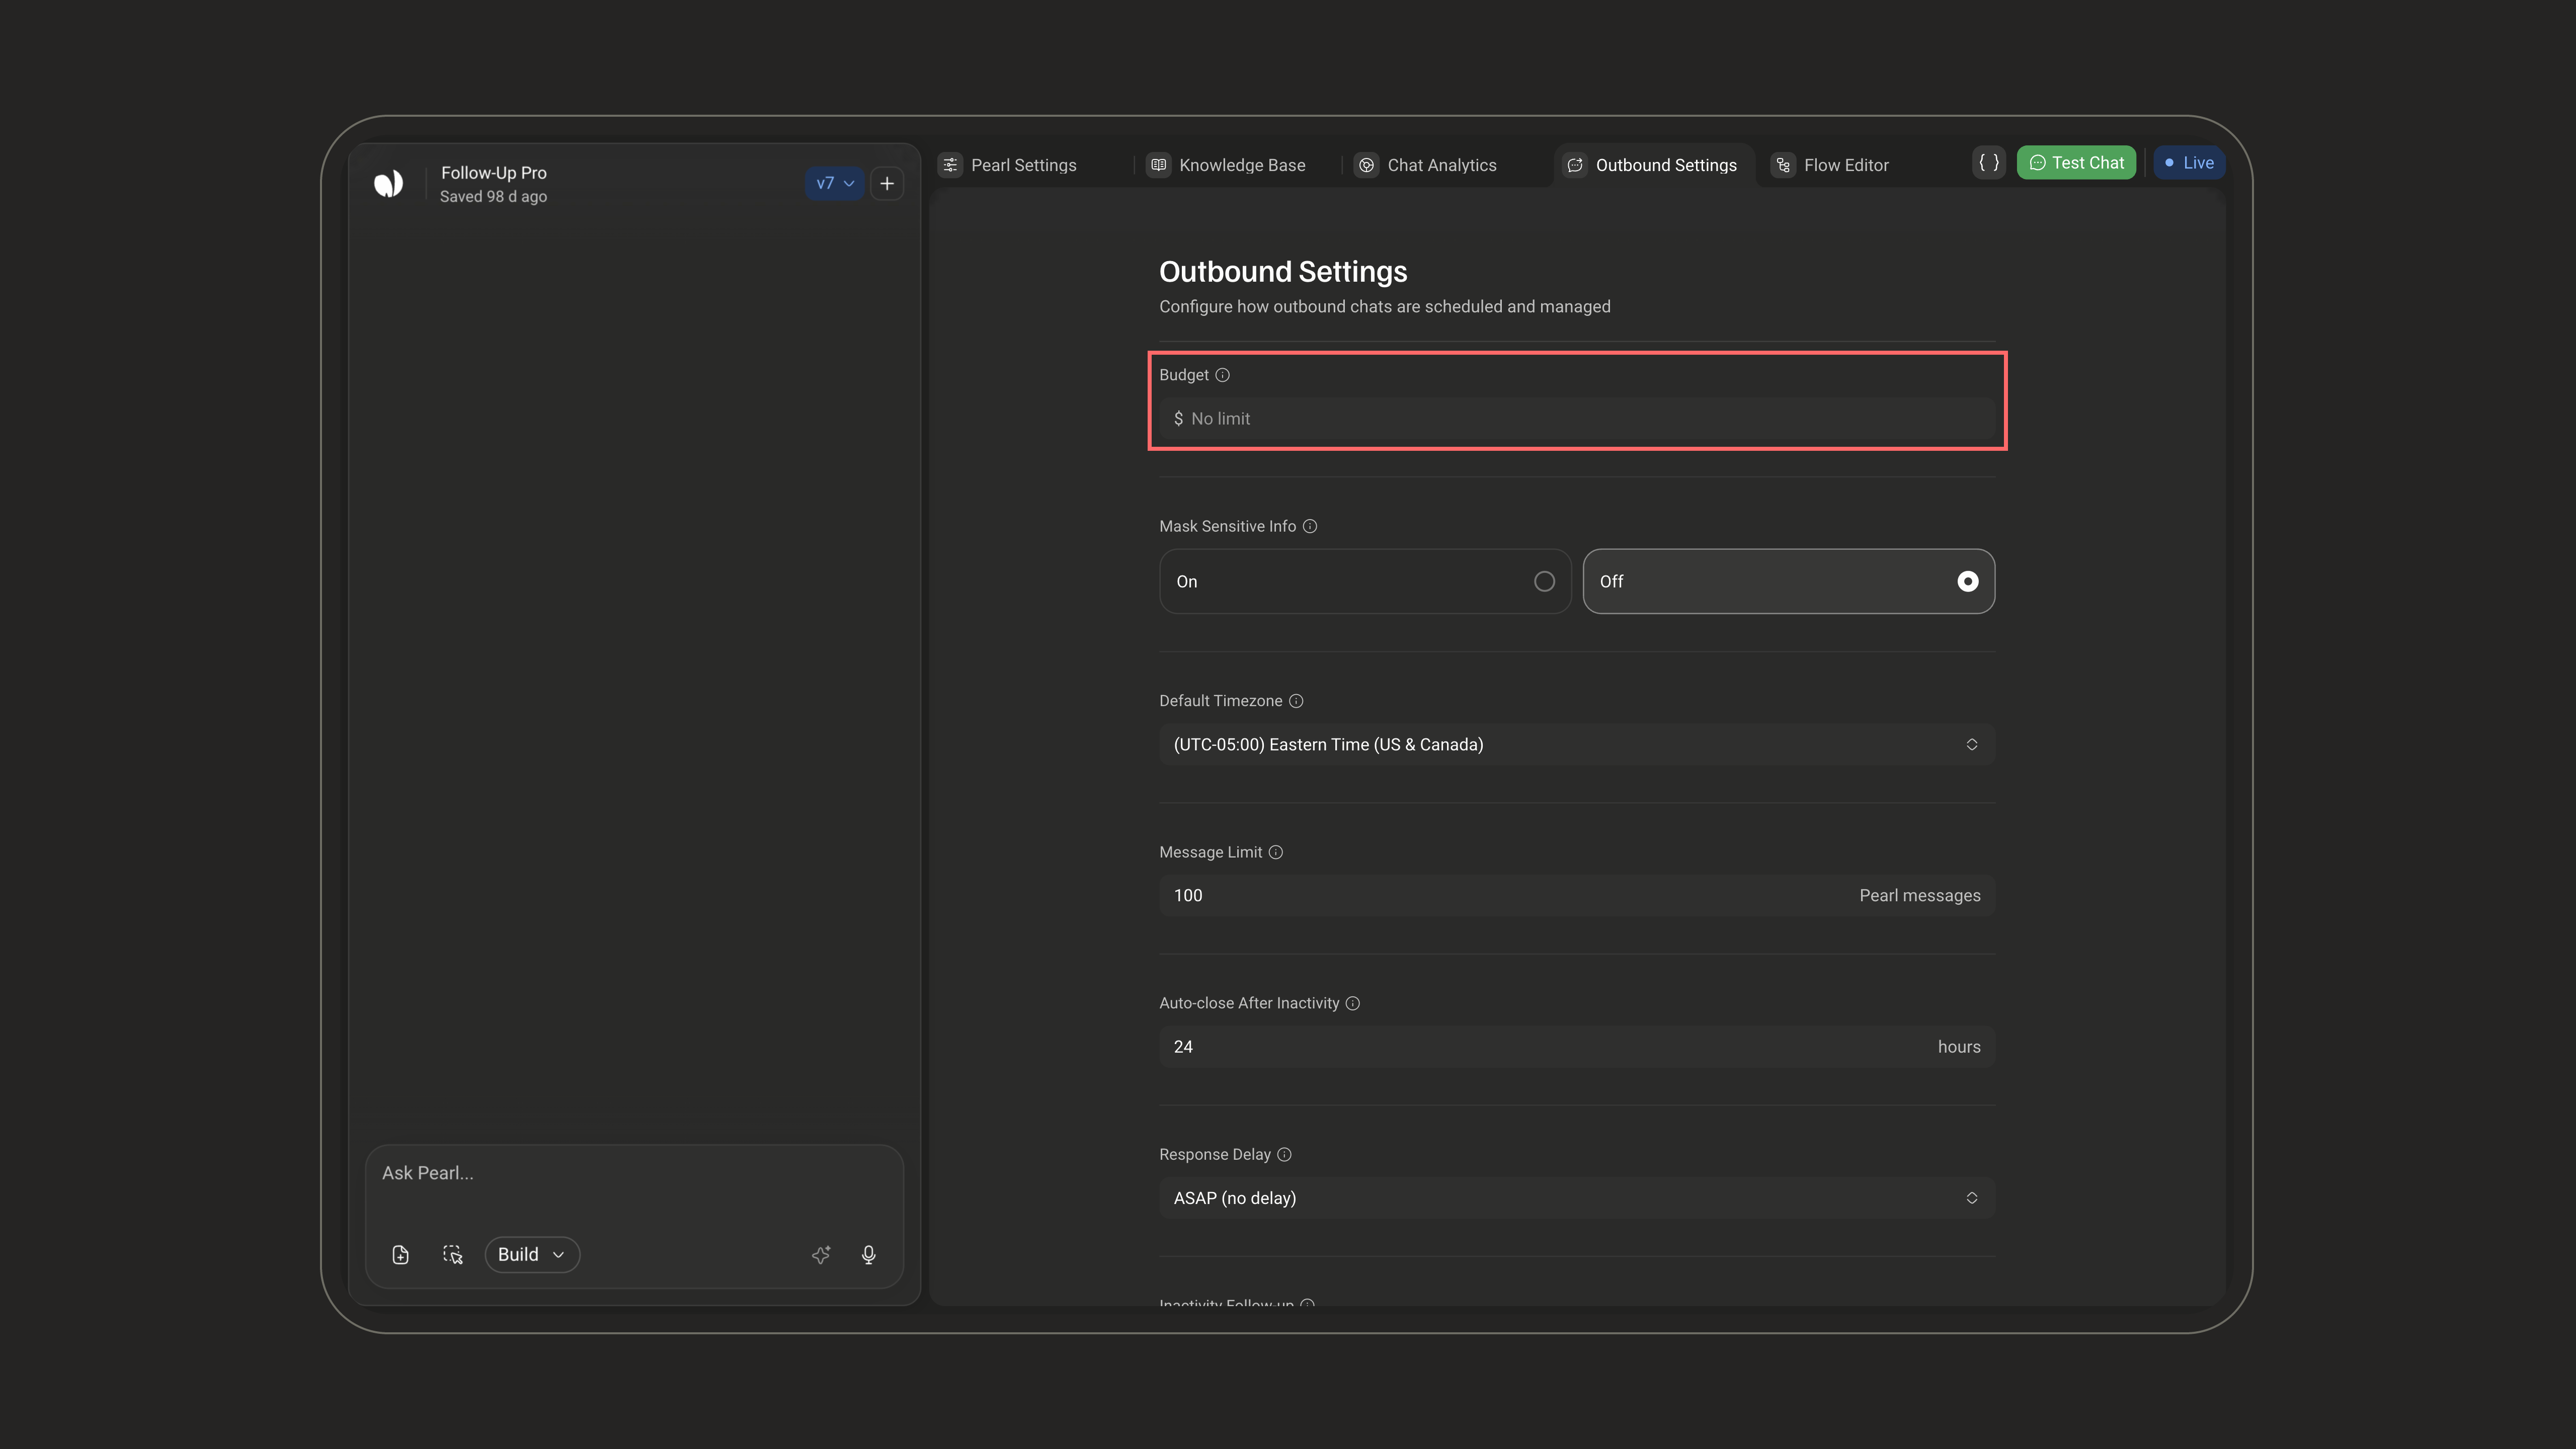 Follow-Up Pro
Saved 98 d ago
v7
Pearl Settings
Knowledge Base
Chat Analytics
Outbound Settings
Flow Editor
{ }
Test Chat
Live
Outbound Settings
Configure how outbound chats are scheduled and managed
Budget
$ No limit
Mask Sensitive Info
On
Off
Default Timezone
(UTC-05:00) Eastern Time (US & Canada)
Message Limit
100 Pearl messages
Auto-close After Inactivity
24 hours
Response Delay
ASAP (no delay)
Inactivity Follow-up
Ask Pearl...
Build